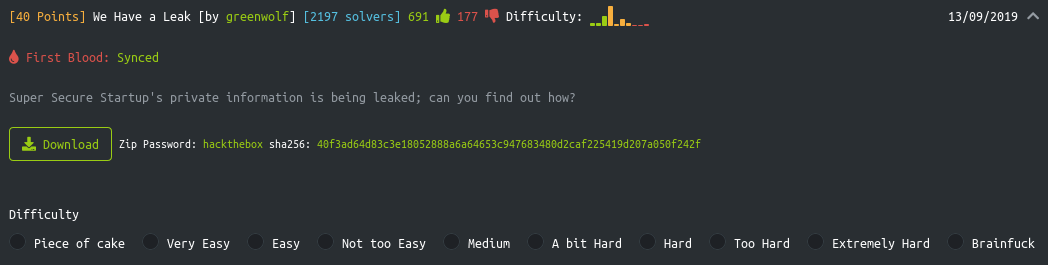 [40 Points] We Have a Leak [by greenwolf] [2197 solvers] 691 177 Difficulty: 13/09/2019
First Blood: Synced
Super Secure Startup's private information is being leaked; can you find out how?
Download Zip Password: hackthebox sha256: 40f3ad64d83c3e18052888a6a64653c947683480d2caf225419d207a050f242f
Difficulty
Piece of cake Very Easy Easy Not too Easy Medium A bit Hard Hard Too Hard Extremely Hard Brainfuck